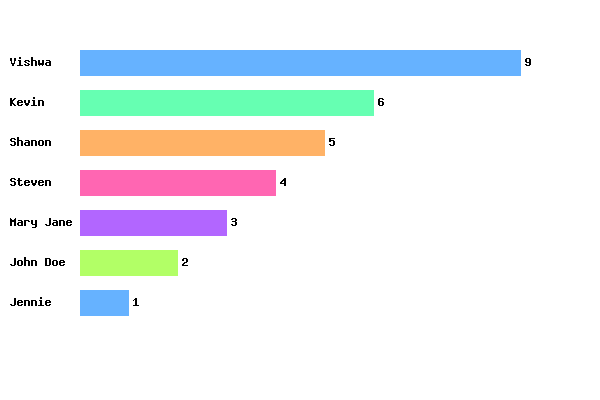 Vishwa 9
Kevin 6
Shanon 5
Steven 4
Mary Jane 3
John Doe 2
Jennie 1